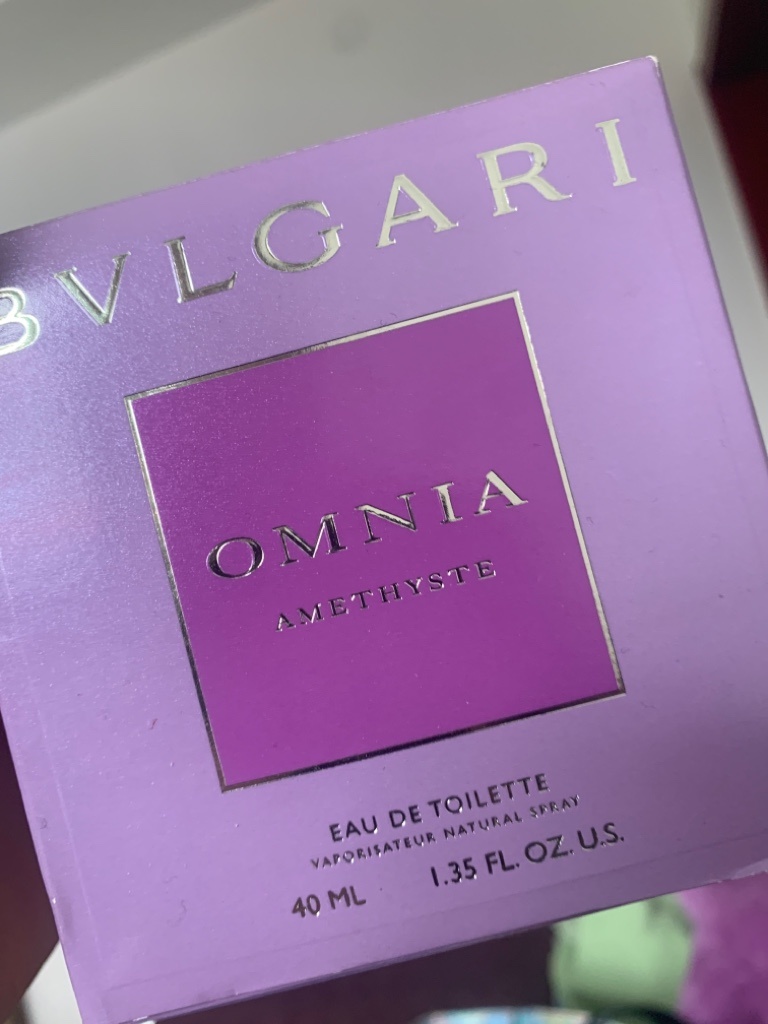 BVLGARI
OMNIA
AMETHYSTE
EAU DE TOILETTE
VAPORISATEUR NATURAL SPRAY
40 ML 1.35 FL. OZ. U.S.